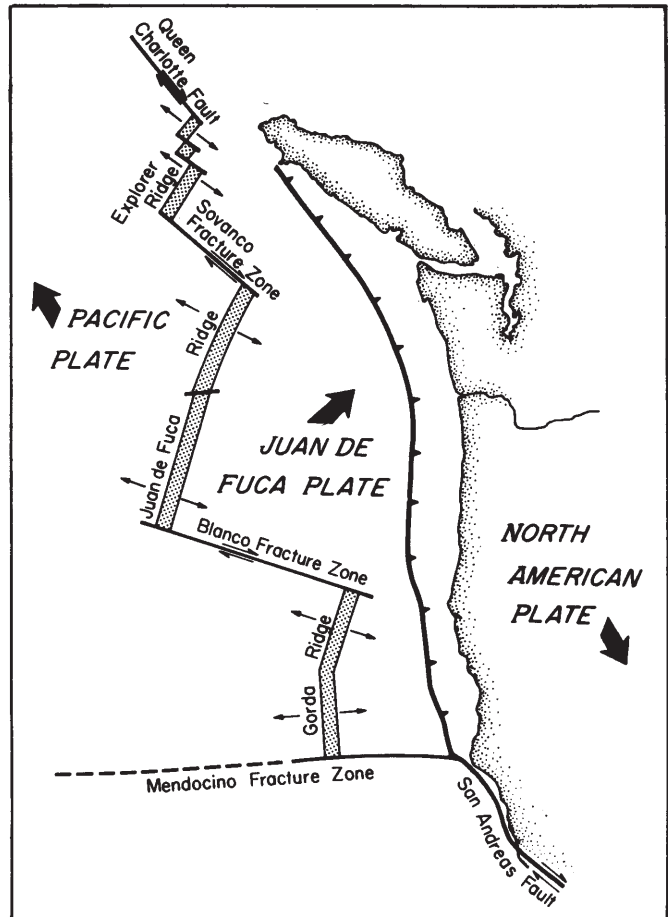 Queen
Charlotte Fault
Explorer
Ridge
Sovanco
Fracture Zone
PACIFIC
PLATE
Ridge
Juan de Fuca
JUAN DE
FUCA PLATE
Blanco Fracture Zone
NORTH
AMERICAN
PLATE
Ridge
Gorda
Mendocino Fracture Zone
San Andreas Fault